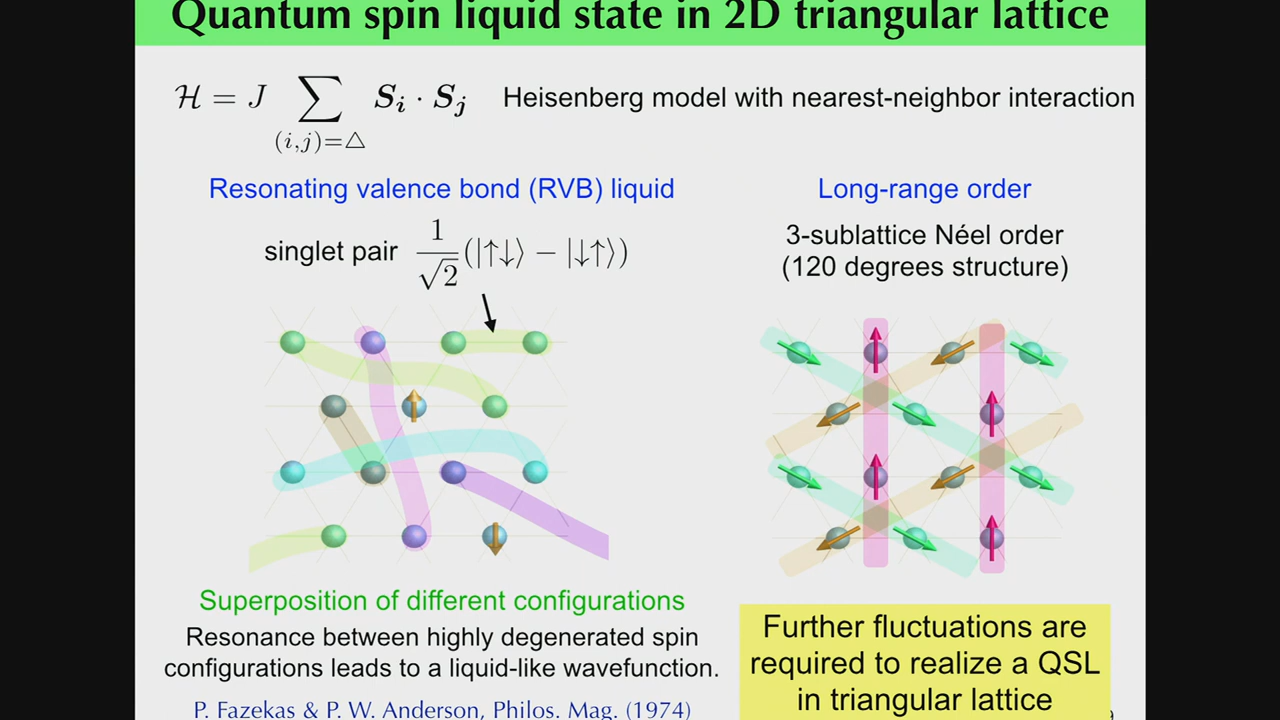 Quantum spin liquid state in 2D triangular lattice
ℋ = J ∑ S_i · S_j Heisenberg model with nearest-neighbor interaction
(i,j)=△
Resonating valence bond (RVB) liquid
singlet pair 1/√2 (|↑↓⟩ − |↓↑⟩)
Superposition of different configurations
Resonance between highly degenerated spin
configurations leads to a liquid-like wavefunction.
P. Fazekas & P. W. Anderson, Philos. Mag. (1974)
Long-range order
3-sublattice Néel order
(120 degrees structure)
Further fluctuations are
required to realize a QSL
in triangular lattice